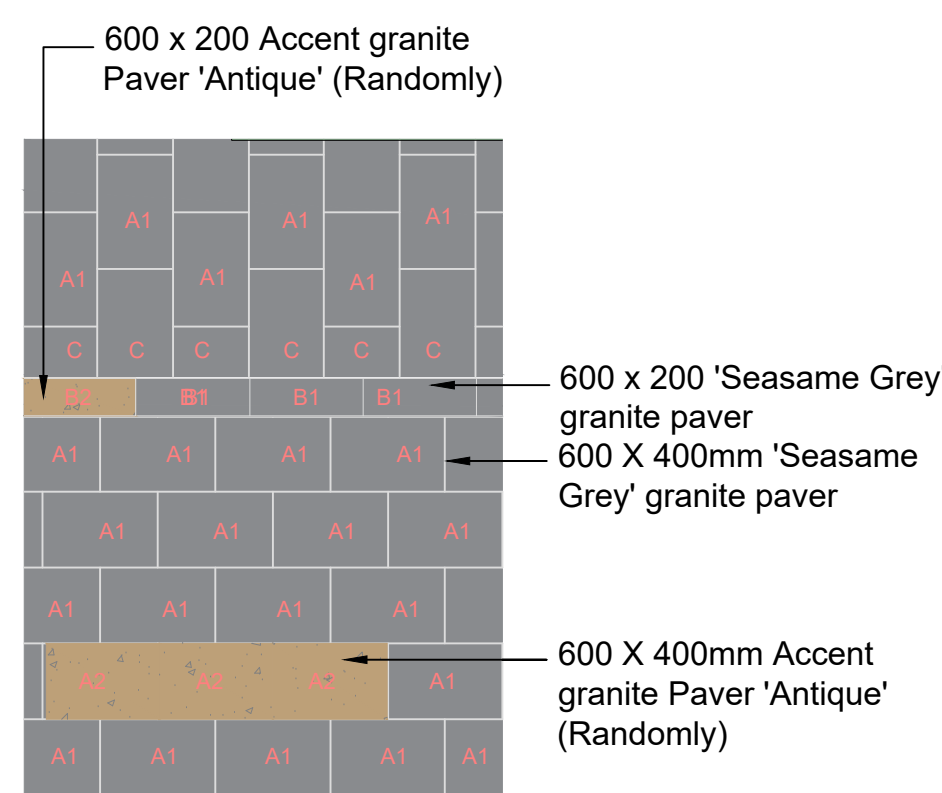 600 x 200 Accent granite
Paver 'Antique' (Randomly)
A1 A1 A1
A1 A1 A1
C C C C C C
B2 B1 B1 B1 B1
600 x 200 'Seasame Grey'
granite paver
A1 A1 A1 A1
600 X 400mm 'Seasame
Grey' granite paver
A1 A1 A1 A1
A1 A1 A1 A1
600 X 400mm Accent
granite Paver 'Antique'
(Randomly)
A2 A2 A2 A1
A1 A1 A1 A1 A1